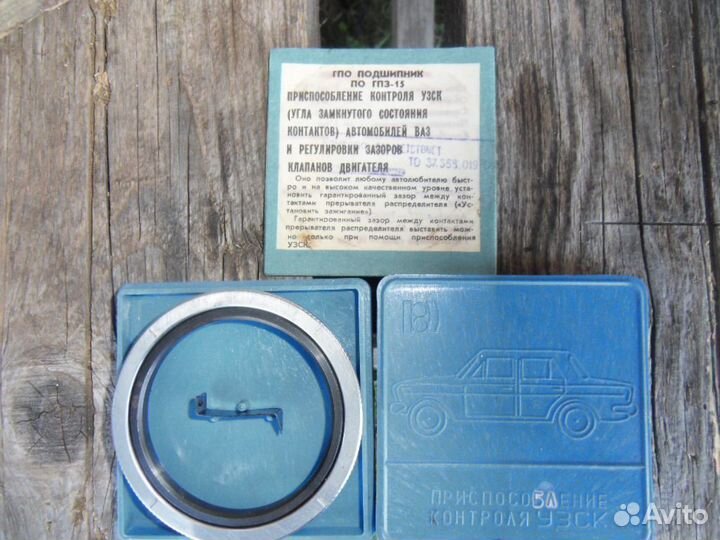 ГПО ПОДШИПНИК
ПО ГПЗ-15
ПРИСПОСОБЛЕНИЕ КОНТРОЛЯ УЗСК
(УГЛА ЗАМКНУТОГО СОСТОЯНИЯ
КОНТАКТОВ) АВТОМОБИЛЕЙ ВАЗ
И РЕГУЛИРОВКИ ЗАЗОРОВ
КЛАПАНОВ ДВИГАТЕЛЯ
ТО 37.358.
Оно позволит любому автолюбителю быст-
ро и на высоком качественном уровне уста-
новить гарантированный зазор между кон-
тактами прерывателя распределителя («Ус-
тановить зажигание»).
Гарантированный зазор между контактами
прерывателя распределителя выставить мож-
но только при помощи приспособления
УЗСК.
ПРИСПОСОБЛЕНИЕ
КОНТРОЛЯ УЗСК
Avito